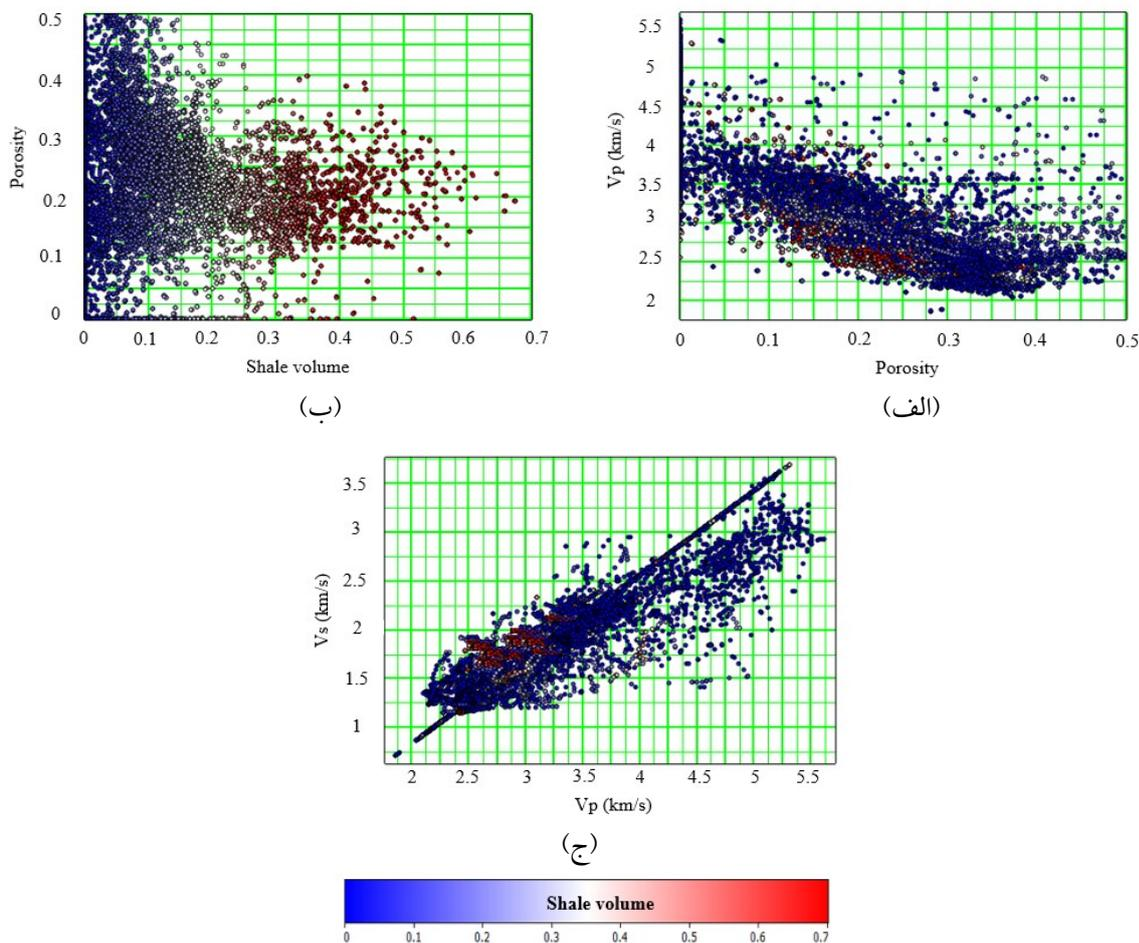 0.5
0.4
0.3
0.2
0.1
0
Porosity
0 0.1 0.2 0.3 0.4 0.5 0.6 0.7
Shale volume
(ب)
5.5
5
4.5
4
3.5
3
2.5
2
Vp (km/s)
0 0.1 0.2 0.3 0.4 0.5
Porosity
(الف)
3.5
3
2.5
2
1.5
1
Vs (km/s)
2 2.5 3 3.5 4 4.5 5 5.5
Vp (km/s)
(ج)
Shale volume
0 0.1 0.2 0.3 0.4 0.5 0.6 0.7